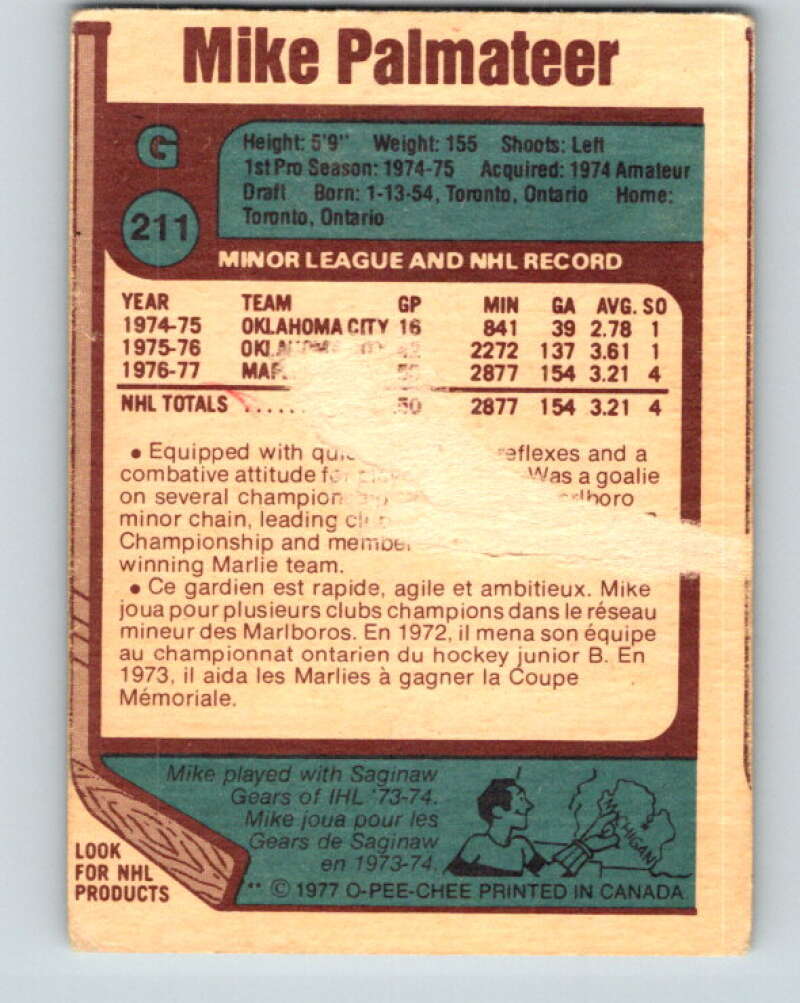 Mike Palmateer
G
211
Height: 5'9" Weight: 155 Shoots: Left
1st Pro Season: 1974-75 Acquired: 1974 Amateur
Draft Born: 1-13-54, Toronto, Ontario Home:
Toronto, Ontario
MINOR LEAGUE AND NHL RECORD
YEAR TEAM GP MIN GA AVG. SO
1974-75 OKLAHOMA CITY 16 841 39 2.78 1
1975-76 2272 137 3.61 1
1976-77 2877 154 3.21 4
NHL TOTALS ...... 50 2877 154 3.21 4
• Equipped with reflexes and a
combative attitude Was a goalie
on several
minor chain, leading
Championship and
winning Marlie team.
• Ce gardien est rapide, agile et ambitieux. Mike
joua pour plusieurs clubs champions dans le réseau
mineur des Marlboros. En 1972, il mena son équipe
au championnat ontarien du hockey junior B. En
1973, il aida les Marlies à gagner la Coupe
Mémoriale.
Mike played with Saginaw
Gears of IHL '73-74.
Mike joua pour les
Gears de Saginaw
en 1973-74.
MICHIGAN
LOOK
FOR NHL
PRODUCTS
** © 1977 O-PEE-CHEE PRINTED IN CANADA